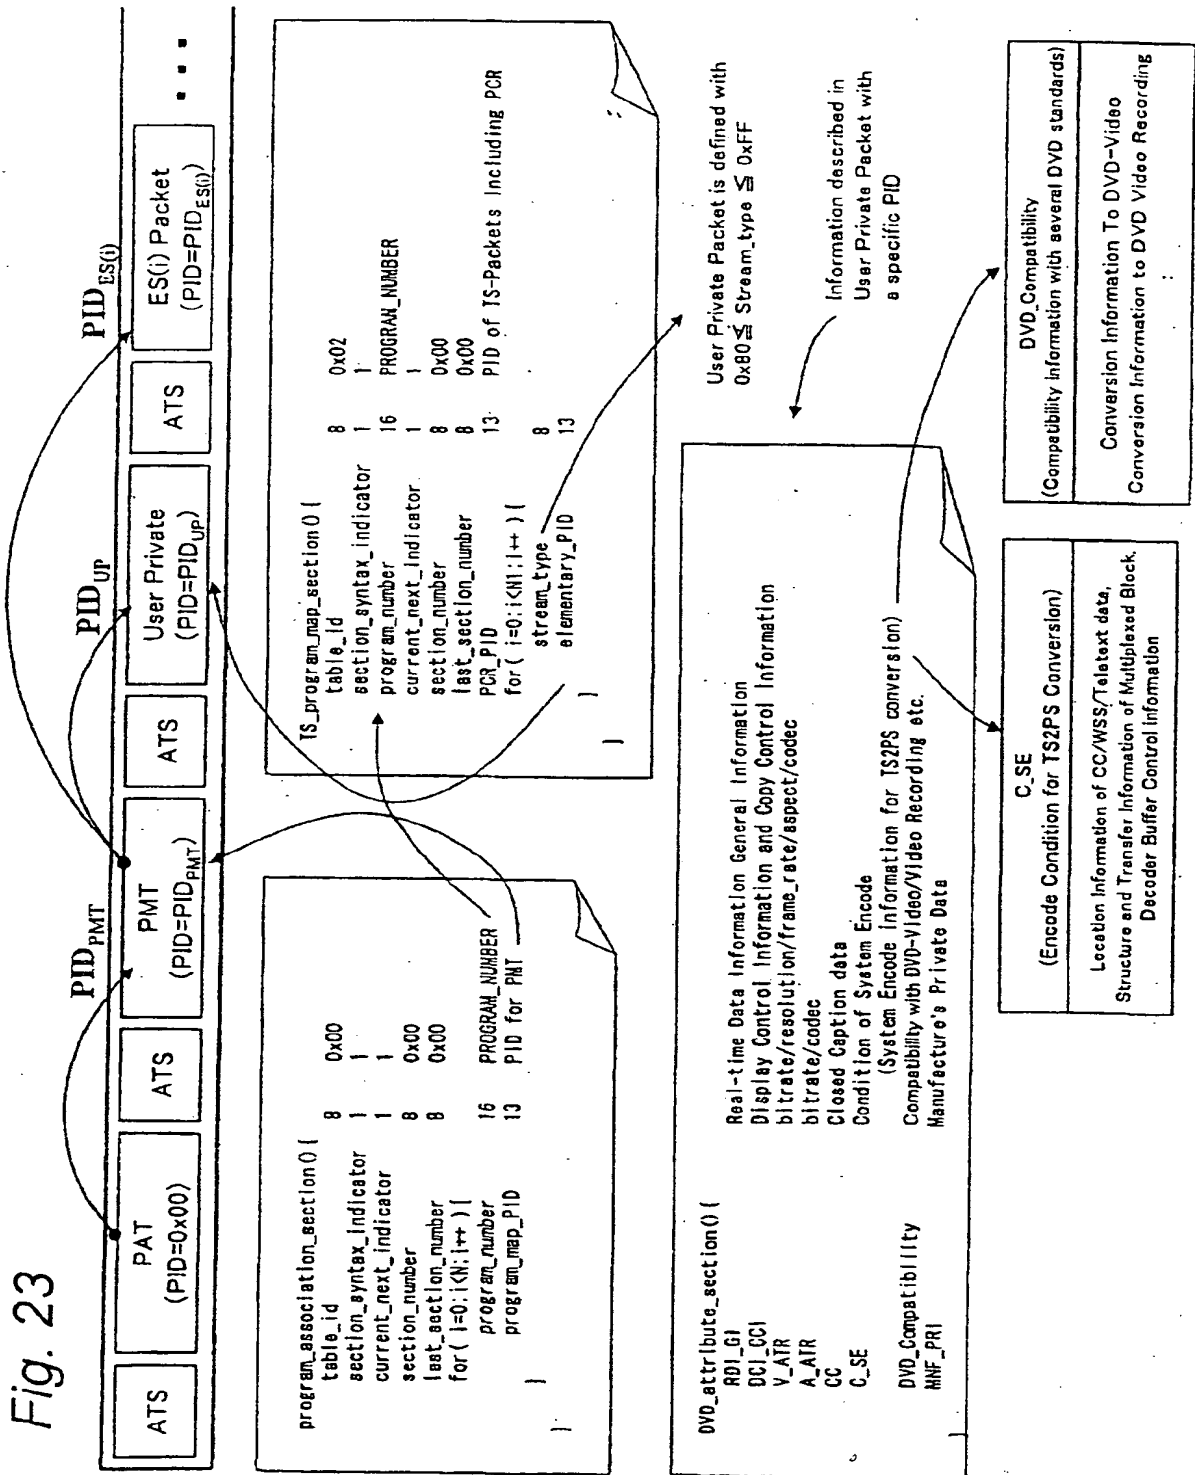 Fig. 23
PID_PMT
PID_UP
PID_ES(i)
ATS
PAT
(PID=0x00)
ATS
PMT
(PID=PID_PMT)
ATS
User Private
(PID=PID_UP)
ATS
ES(i) Packet
(PID=PID_ES(i))
...
program_association_section() {
table_id 8 0x00
section_syntax_indicator 1 1
current_next_indicator 1 1
section_number 8 0x00
last_section_number 8 0x00
for( i=0;i<N;i++ ) {
program_number 16 PROGRAN_NUMBER
program_map_PID 13 PID for PMT
}
TS_program_map_section() {
table_id 8 0x02
section_syntax_indicator 1 1
program_number 16 PROGRAN_NUMBER
current_next_indicator 1 1
section_number 8 0x00
last_section_number 8 0x00
PCR_PID 13 PID of TS-Packets Including PCR
for( i=0;i<N1;i++ ) {
stream_type 8
elementary_PID 13
}
}
User Private Packet is defined with
0x80≦ Stream_type ≦ 0xFF
DVD_attribute_section() {
RDI_GI Real-time Data Information General Information
DCI_CCI Display Control Information and Copy Control Information
V_ATR bitrate/resolution/frame_rate/aspect/codec
A_ATR bitrate/codec
CC Closed Caption data
C_SE Condition of System Encode
(System Encode information for TS2PS conversion)
DVD_Compatibility Compatibility with DVD-Video/Video Recording etc.
MNF_PRI Manufacture's Private Data
}
Information described in
User Private Packet with
a specific PID
C_SE
(Encode Condition for TS2PS Conversion)
Location Information of CC/WSS/Teletext data,
Structure and Transfer Information of Multiplexed Block,
Decoder Buffer Control Information
DVD_Compatibility
(Compatibility Information with several DVD standards)
Conversion Information To DVD-Video
Conversion Information to DVD Video Recording